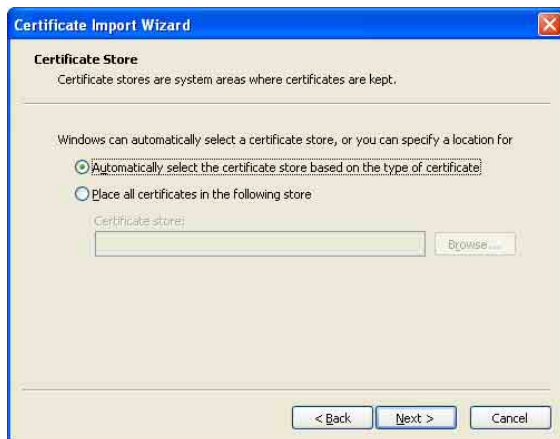 Certificate Import Wizard
Certificate Store
Certificate stores are system areas where certificates are kept.
Windows can automatically select a certificate store, or you can specify a location for
Automatically select the certificate store based on the type of certificate
Place all certificates in the following store
Certificate store:
Browse...
< Back
Next >
Cancel